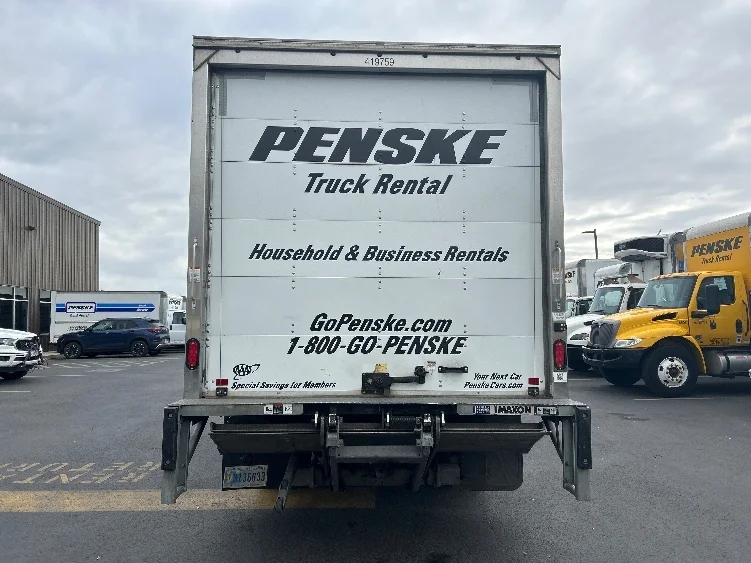 419759
PENSKE
Truck Rental
Household & Business Rentals
GoPenske.com
1-800-GO-PENSKE
AAA
Special Savings for Members
Your Next Car
PenskeCars.com
MAXON
PENSKE
PENSKE
Truck Rental
RETURN